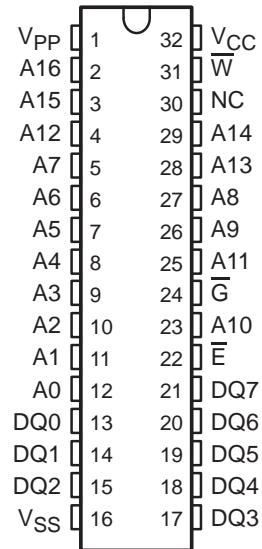 V_PP 1 32 V_CC
A16 2 31 W̅
A15 3 30 NC
A12 4 29 A14
A7 5 28 A13
A6 6 27 A8
A5 7 26 A9
A4 8 25 A11
A3 9 24 G̅
A2 10 23 A10
A1 11 22 E̅
A0 12 21 DQ7
DQ0 13 20 DQ6
DQ1 14 19 DQ5
DQ2 15 18 DQ4
V_SS 16 17 DQ3